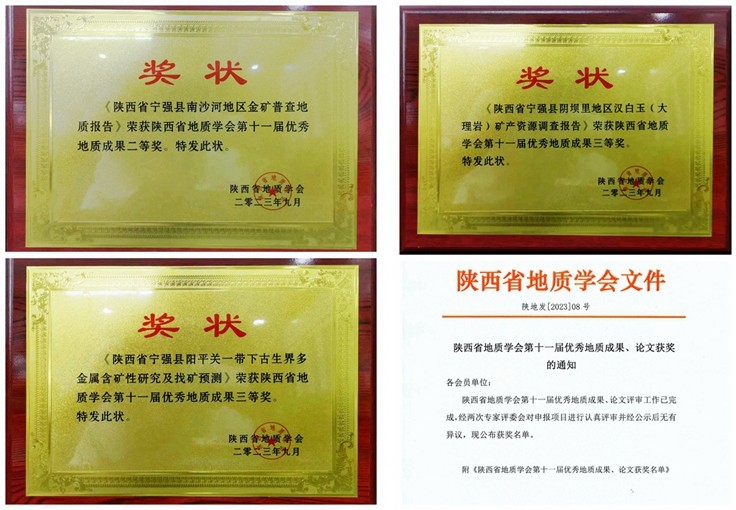 奖状
《陕西省宁强县南沙河地区金矿普查地
质报告》荣获陕西省地质学会第十一届优秀
地质成果二等奖。特发此状。
陕西省地质学会
二零二三年九月
奖状
《陕西省宁强县阴坝里地区汉白玉（大
理岩）矿产资源调查报告》荣获陕西省地质
学会第十一届优秀地质成果三等奖。
特发此状。
陕西省地质学会
二零二三年九月
奖状
《陕西省宁强县阳平关一带下古生界多
金属含矿性研究及找矿预测》荣获陕西省地
质学会第十一届优秀地质成果三等奖。
特发此状。
陕西省地质学会
二零二三年九月
陕西省地质学会文件
陕地发[2023]08 号
陕西省地质学会第十一届优秀地质成果、论文获奖
的通知
各会员单位：
陕西省地质学会第十一届优秀地质成果、论文评审工作已完
成,经两次专家评委会对申报项目进行认真评审并经公示后无有
异议，现公布获奖名单。
附《陕西省地质学会第十一届优秀地质成果、论文获奖名单》